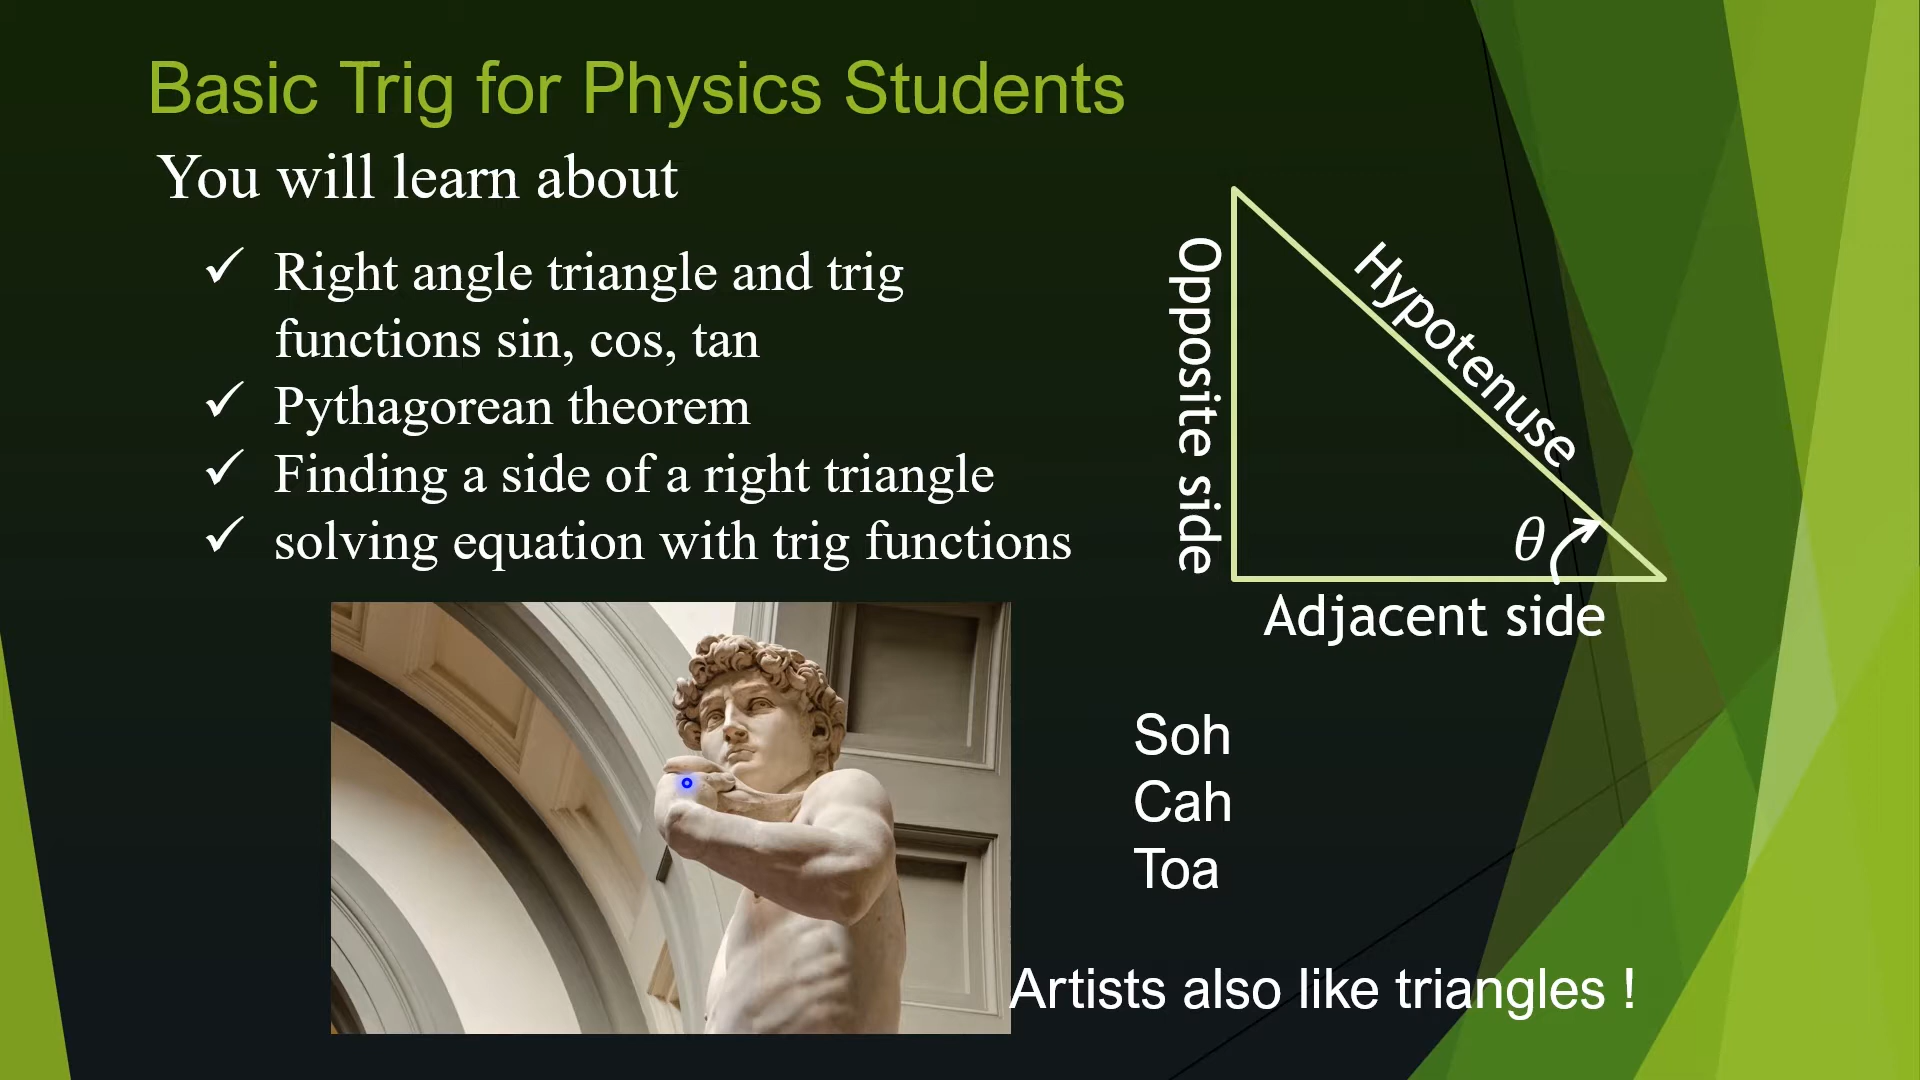 Basic Trig for Physics Students
You will learn about
✓ Right angle triangle and trig
functions sin, cos, tan
✓ Pythagorean theorem
✓ Finding a side of a right triangle
✓ solving equation with trig functions
Opposite side
Hypotenuse
θ
Adjacent side
Soh
Cah
Toa
Artists also like triangles !